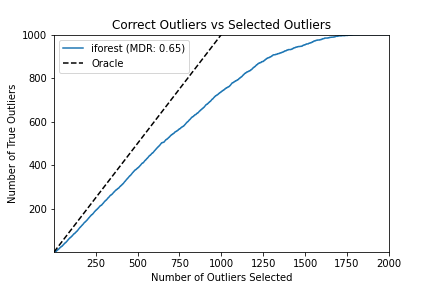 Correct Outliers vs Selected Outliers
iforest (MDR: 0.65)
Oracle
Number of True Outliers
1000
800
600
400
200
250 500 750 1000 1250 1500 1750 2000
Number of Outliers Selected